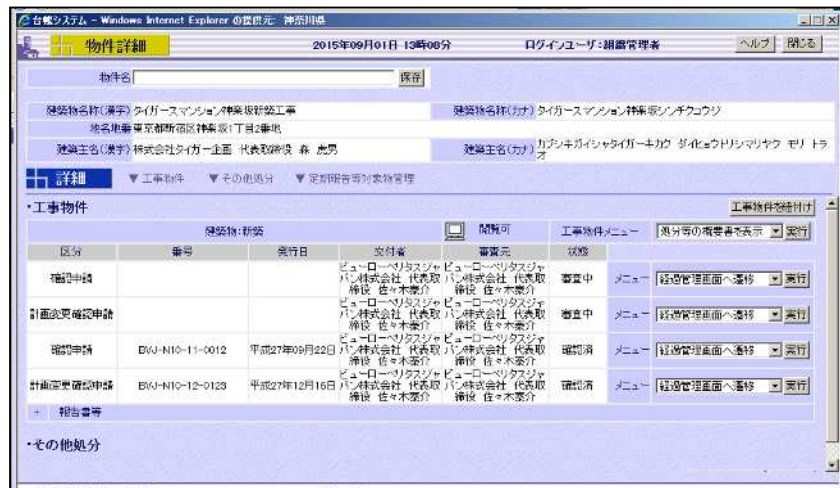 台帳システム - Windows Internet Explorer の提供元: 神奈川県
物件詳細 2015年09月01日 13時08分 ログインユーザ:組織管理者 ヘルプ 閉じる
物件名 保存
建築物名称(漢字) タイガースマンション神楽坂新築工事 建築物名称(カナ) タイガースマンション神楽坂シンチクコウジ
地名地番 東京都新宿区神楽坂1丁目2番地
建築主名(漢字) 株式会社タイガー企画 代表取締役 森 虎男 建築主名(カナ) カブシキガイシャタイガーキカウ ダイヒョウトリシマリヤク モリ トラオ
詳細 ▼工事物件 ▼その他処分 ▼定期報告等対象物管理
・工事物件 工事物件を紐付け
建築物:新築 閲覧可 工事物件メニュー 処分等の概要書を表示 実行
区分 番号 発行日 交付者 審査元 状態
確認申請 ビューローベリタスジャパン株式会社 代表取締役 佐々木泰介 ビューローベリタスジャパン株式会社 代表取締役 佐々木泰介 審査中 メニュー 経過管理画面へ遷移 実行
計画変更確認申請 ビューローベリタスジャパン株式会社 代表取締役 佐々木泰介 ビューローベリタスジャパン株式会社 代表取締役 佐々木泰介 審査中 メニュー 経過管理画面へ遷移 実行
確認申請 BVJ-N10-11-0012 平成27年09月22日 ビューローベリタスジャパン株式会社 代表取締役 佐々木泰介 ビューローベリタスジャパン株式会社 代表取締役 佐々木泰介 確認済 メニュー 経過管理画面へ遷移 実行
計画変更確認申請 BVJ-N10-12-0123 平成27年12月16日 ビューローベリタスジャパン株式会社 代表取締役 佐々木泰介 ビューローベリタスジャパン株式会社 代表取締役 佐々木泰介 確認済 メニュー 経過管理画面へ遷移 実行
+ 報告書等
・その他処分